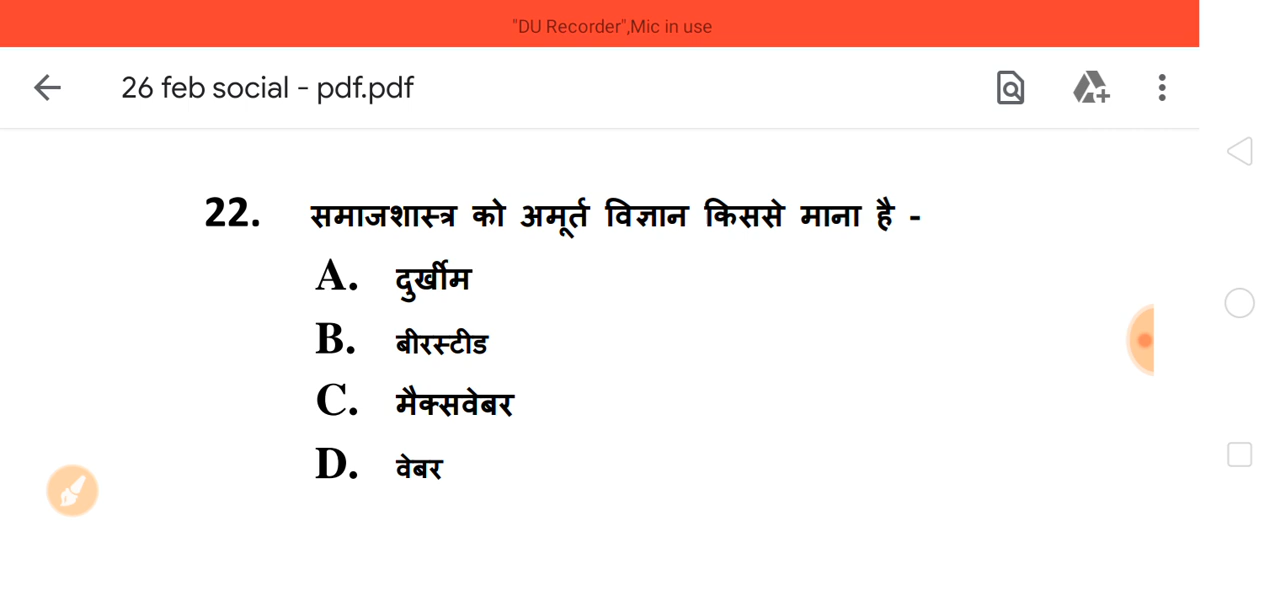 "DU Recorder",Mic in use
26 feb social - pdf.pdf
22. समाजशास्त्र को अमूर्त विज्ञान किससे माना है -
A. दुर्खीम
B. बीरस्टीड
C. मैक्सवेबर
D. वेबर